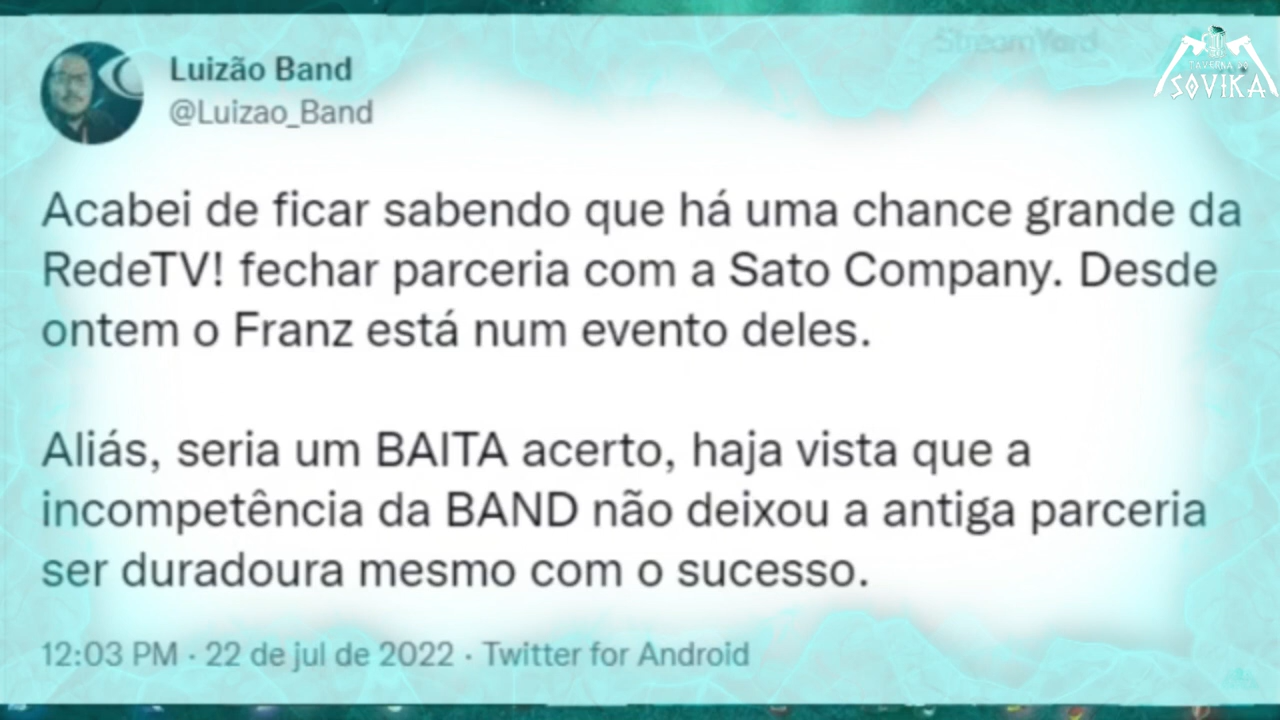 StreamYard
Luizão Band
@Luizao_Band
TAVERNA DO
SOVIKA
Acabei de ficar sabendo que há uma chance grande da
RedeTV! fechar parceria com a Sato Company. Desde
ontem o Franz está num evento deles.
Aliás, seria um BAITA acerto, haja vista que a
incompetência da BAND não deixou a antiga parceria
ser duradoura mesmo com o sucesso.
12:03 PM · 22 de jul de 2022 · Twitter for Android